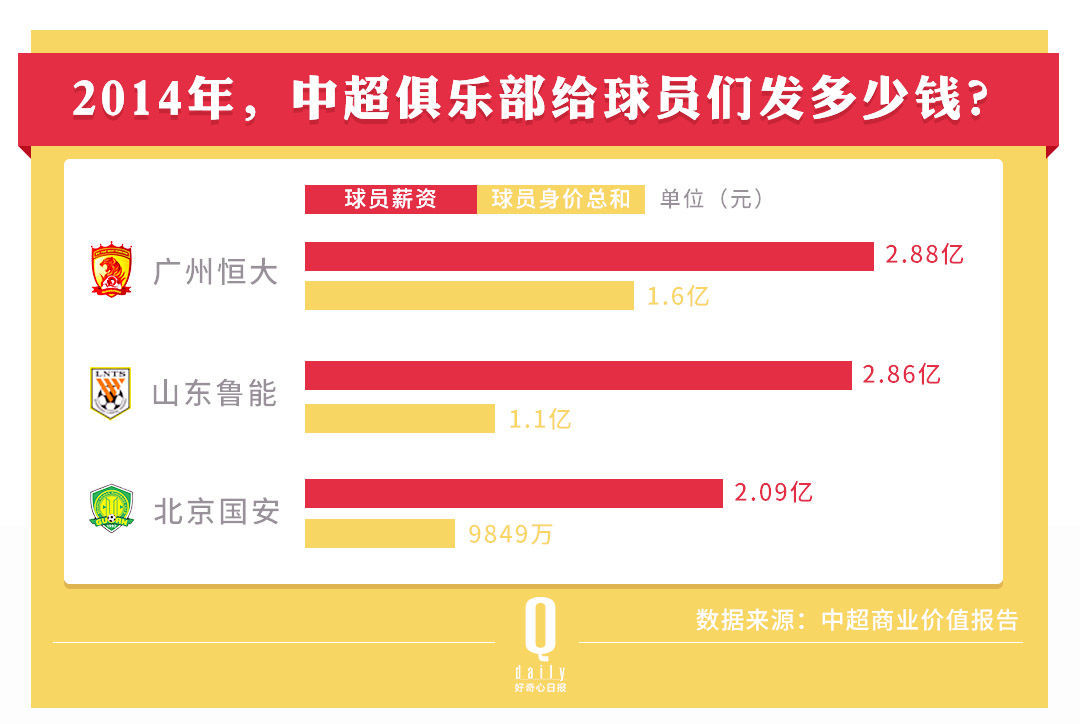 2014年，中超俱乐部给球员们发多少钱？
球员薪资 球员身价总和 单位（元）
广州恒大
2.88亿
1.6亿
LNTS
山东鲁能
2.86亿
1.1亿
GUOAN
北京国安
2.09亿
9849万
数据来源：中超商业价值报告
Q
daily
好奇心日报